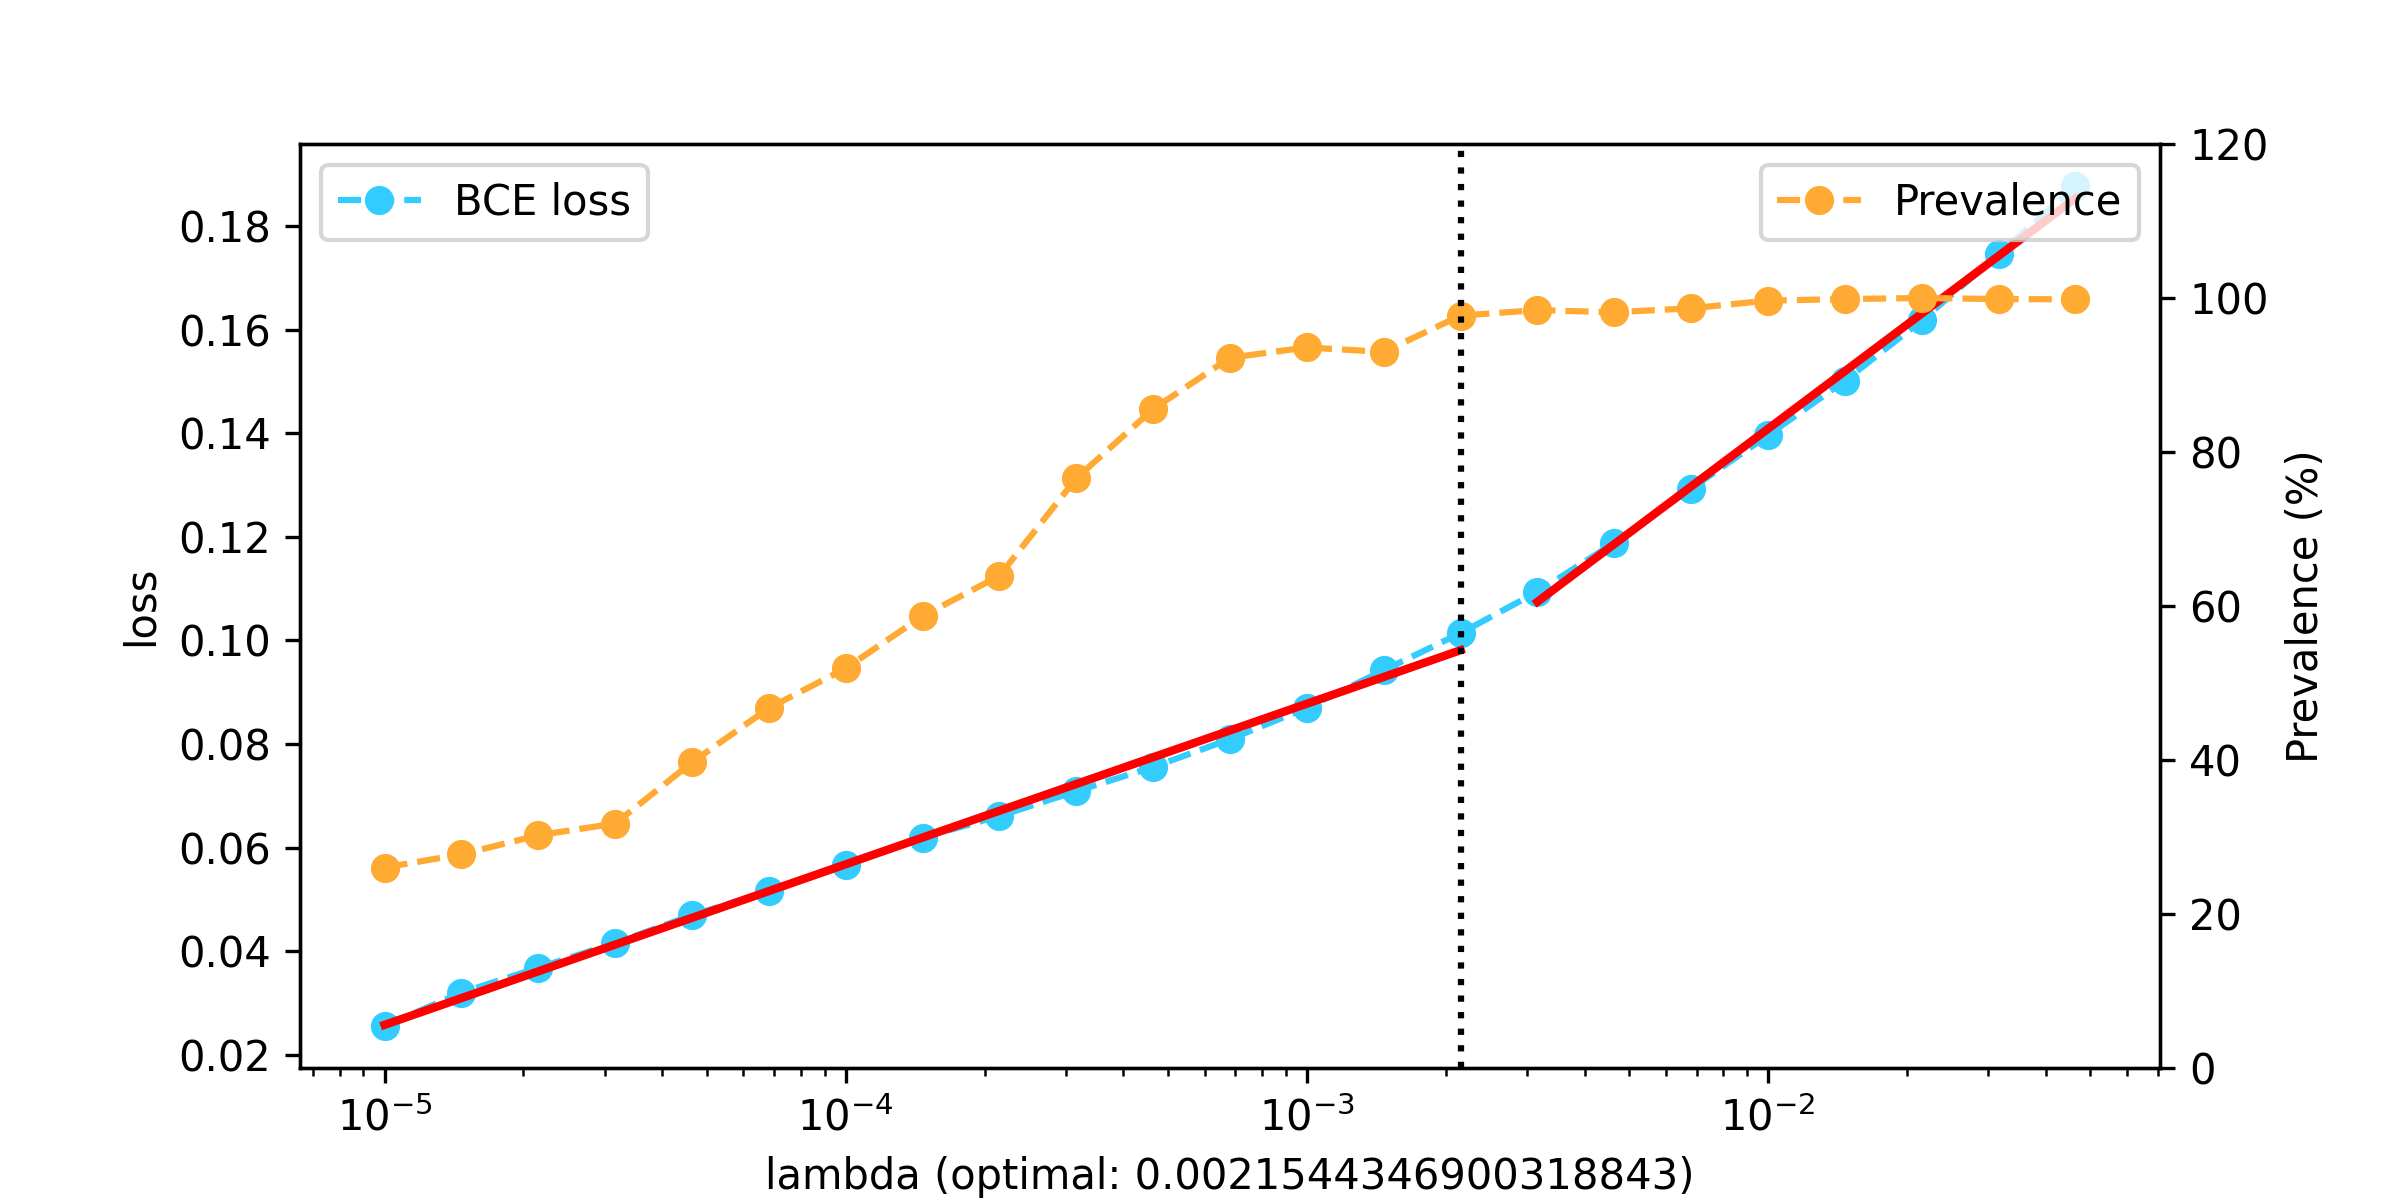 BCE loss
Prevalence
0.18
0.16
0.14
0.12
0.10
0.08
0.06
0.04
0.02
loss
120
100
80
60
40
20
0
Prevalence (%)
10⁻⁵ 10⁻⁴ 10⁻³ 10⁻²
lambda (optimal: 0.0021544346900318843)